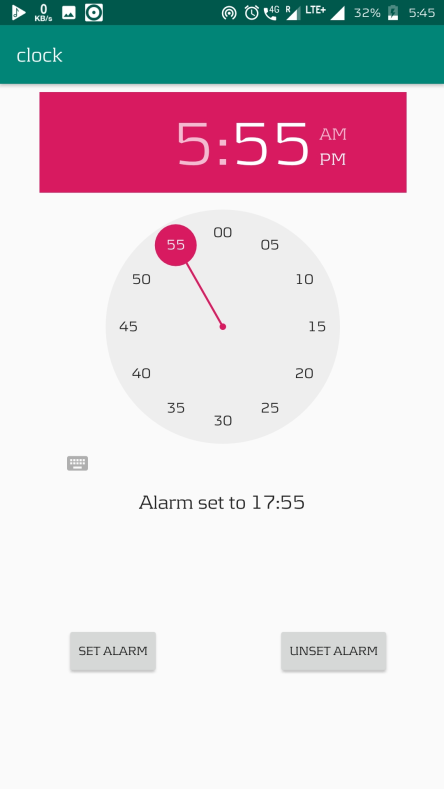 0 KB/s 4G R LTE+ 32% 5:45
clock
5:55 AM
PM
00
55 05
50 10
45 15
40 20
35 25
30
Alarm set to 17:55
SET ALARM UNSET ALARM